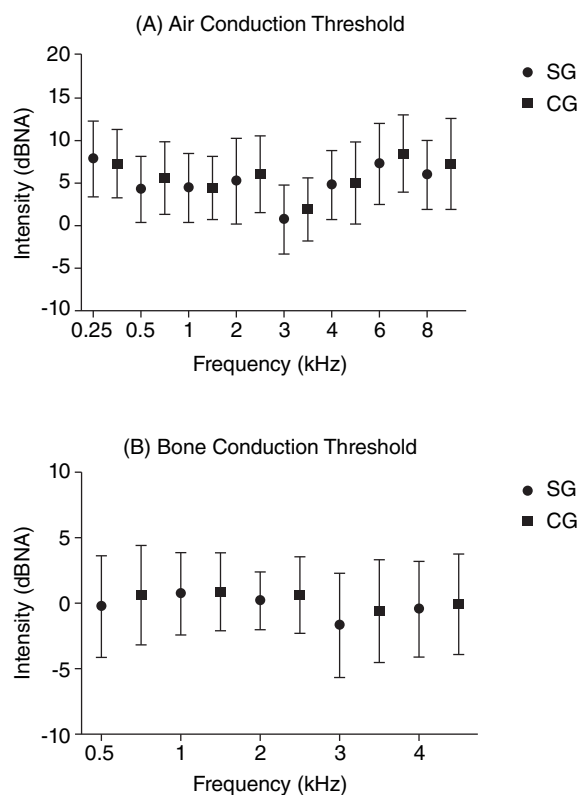 (A) Air Conduction Threshold
20
15
10
5
0
-5
-10
Intensity (dBNA)
0.25 0.5 1 2 3 4 6 8
Frequency (kHz)
SG
CG
(B) Bone Conduction Threshold
10
5
0
-5
-10
Intensity (dBNA)
0.5 1 2 3 4
Frequency (kHz)
SG
CG